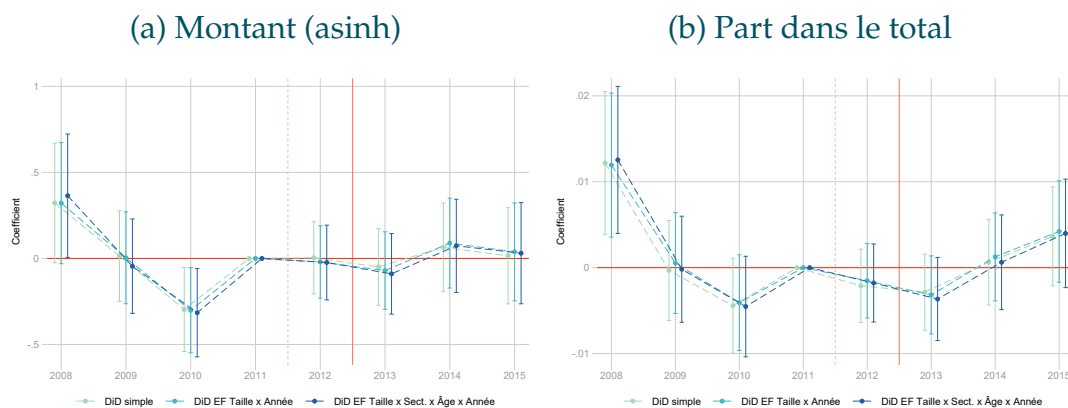 (a) Montant (asinh)
1
.5
0
-.5
Coefficient
2008 2009 2010 2011 2012 2013 2014 2015
DiD simple DiD EF Taille x Année DiD EF Taille x Sect. x Âge x Année
(b) Part dans le total
.02
.01
0
-.01
Coefficient
2008 2009 2010 2011 2012 2013 2014 2015
DiD simple DiD EF Taille x Année DiD EF Taille x Sect. x Âge x Année